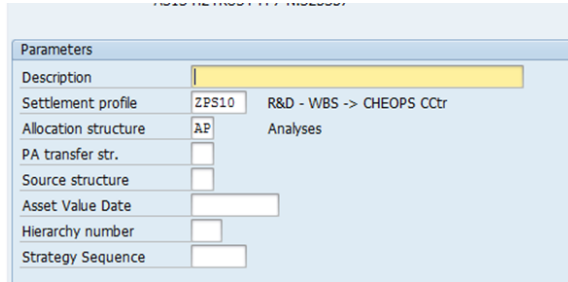 Parameters
Description
Settlement profile ZPS10 R&D - WBS -> CHEOPS CCtr
Allocation structure AP Analyses
PA transfer str.
Source structure
Asset Value Date
Hierarchy number
Strategy Sequence